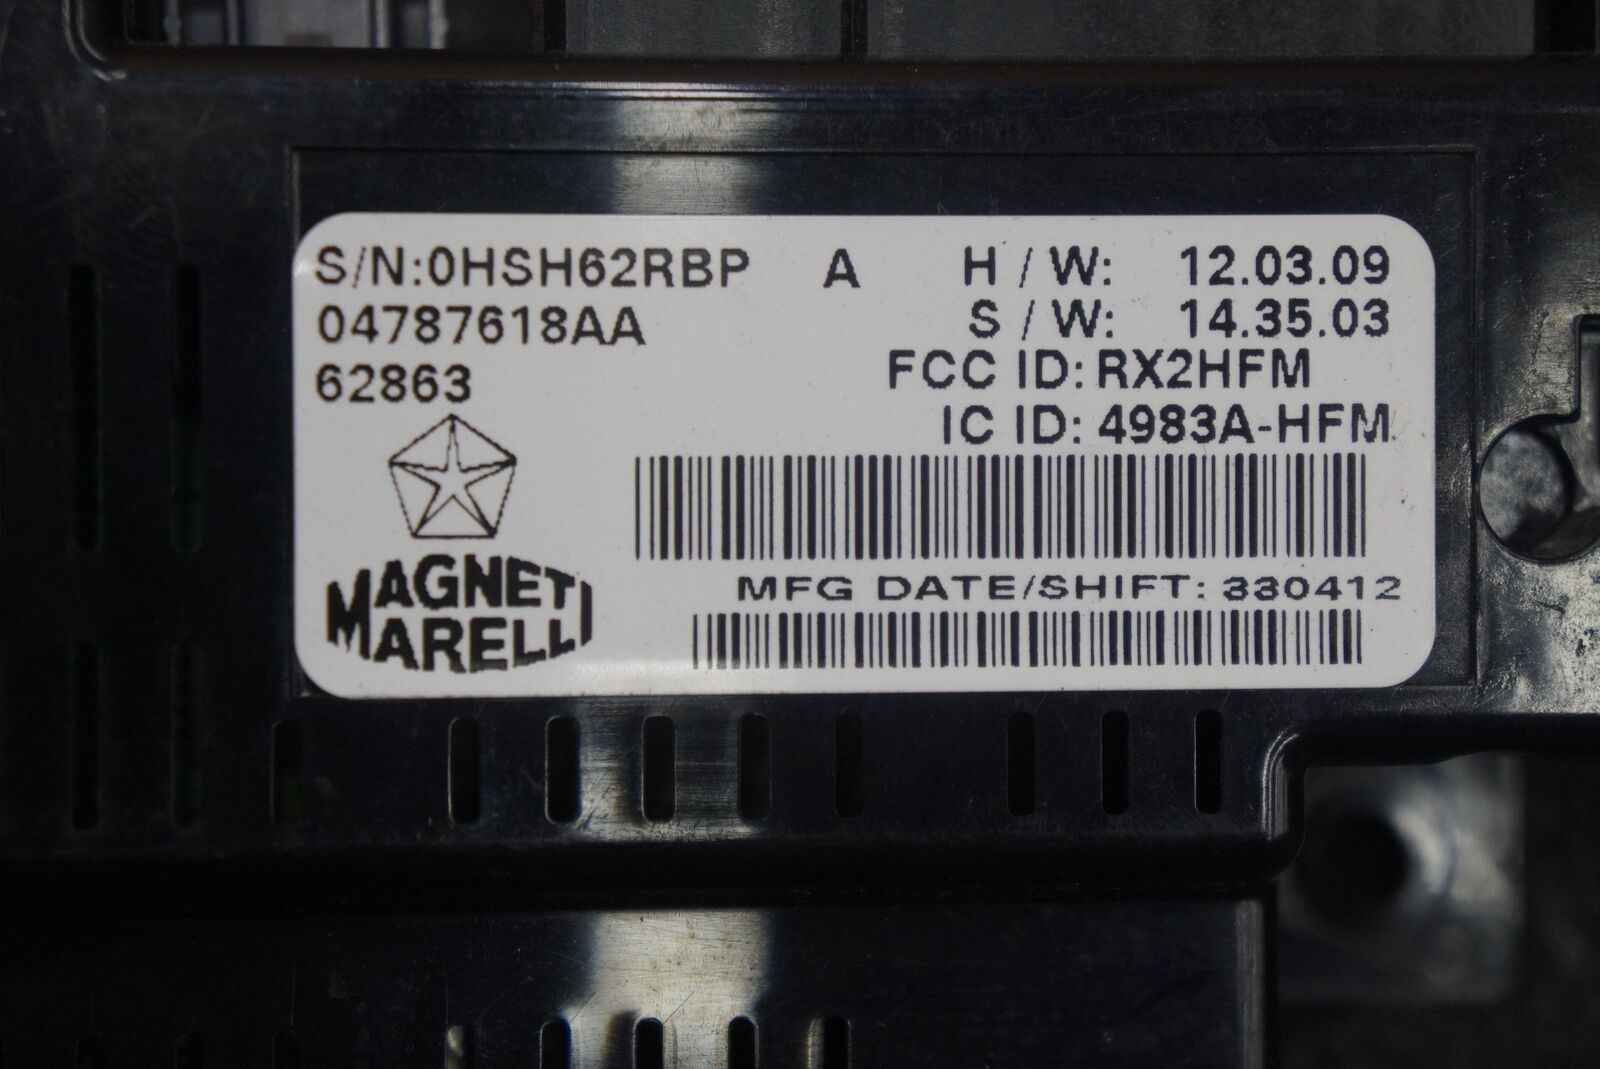 S/N:0HSH62RBP A H / W: 12.03.09
04787618AA S / W: 14.35.03
62863 FCC ID: RX2HFM
IC ID: 4983A-HFM
MAGNETI
MARELLI
MFG DATE/SHIFT: 330412